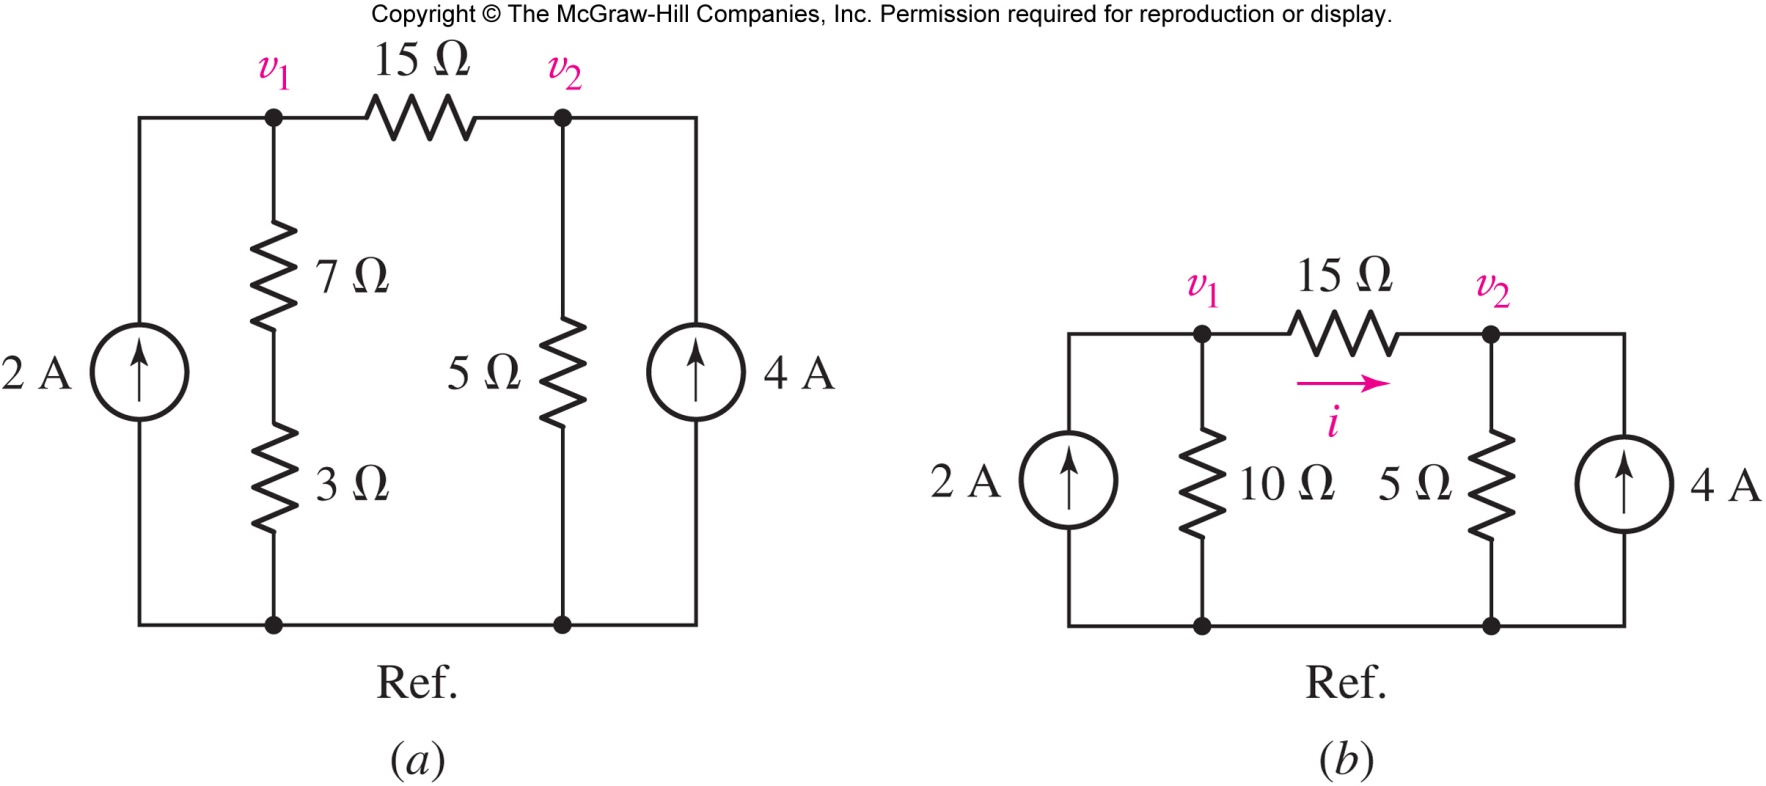 Copyright © The McGraw-Hill Companies, Inc. Permission required for reproduction or display.
v1 15 Ω v2
7 Ω
2 A 5 Ω 4 A
3 Ω
Ref.
(a)
v1 15 Ω v2
i
2 A 10 Ω 5 Ω 4 A
Ref.
(b)